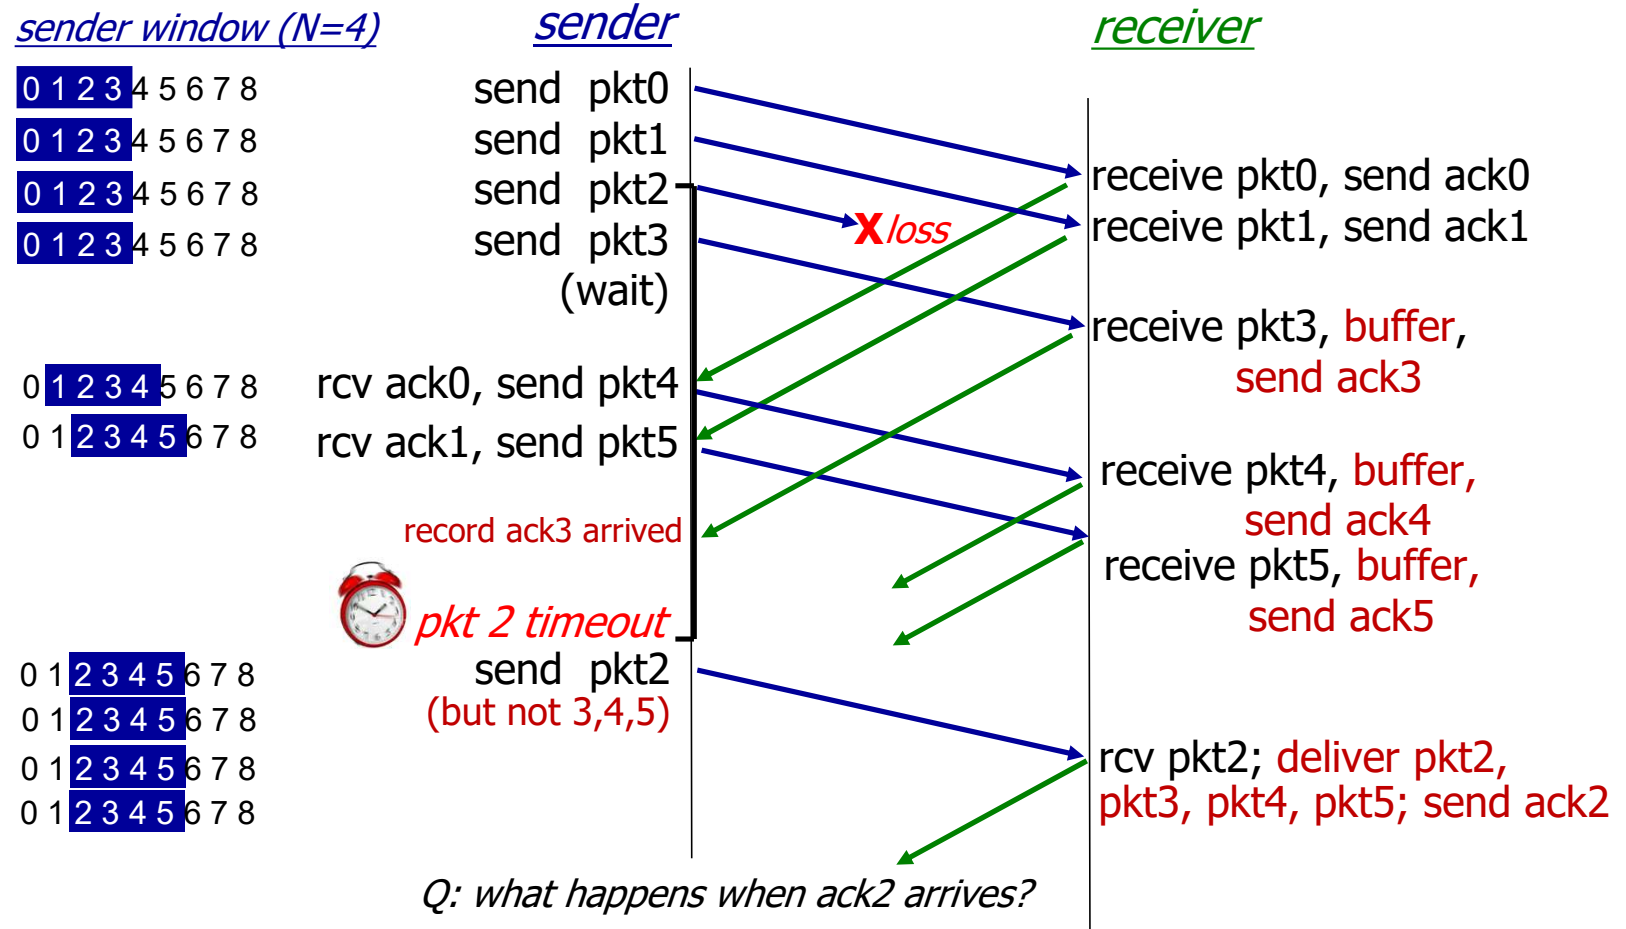 sender window (N=4) sender receiver
0 1 2 3 4 5 6 7 8 send pkt0
0 1 2 3 4 5 6 7 8 send pkt1
receive pkt0, send ack0
0 1 2 3 4 5 6 7 8 send pkt2
X loss receive pkt1, send ack1
0 1 2 3 4 5 6 7 8 send pkt3
(wait)
receive pkt3, buffer,
send ack3
0 1 2 3 4 5 6 7 8 rcv ack0, send pkt4
0 1 2 3 4 5 6 7 8 rcv ack1, send pkt5
receive pkt4, buffer,
send ack4
record ack3 arrived
receive pkt5, buffer,
send ack5
pkt 2 timeout
0 1 2 3 4 5 6 7 8 send pkt2
0 1 2 3 4 5 6 7 8 (but not 3,4,5)
0 1 2 3 4 5 6 7 8 rcv pkt2; deliver pkt2,
0 1 2 3 4 5 6 7 8 pkt3, pkt4, pkt5; send ack2
Q: what happens when ack2 arrives?